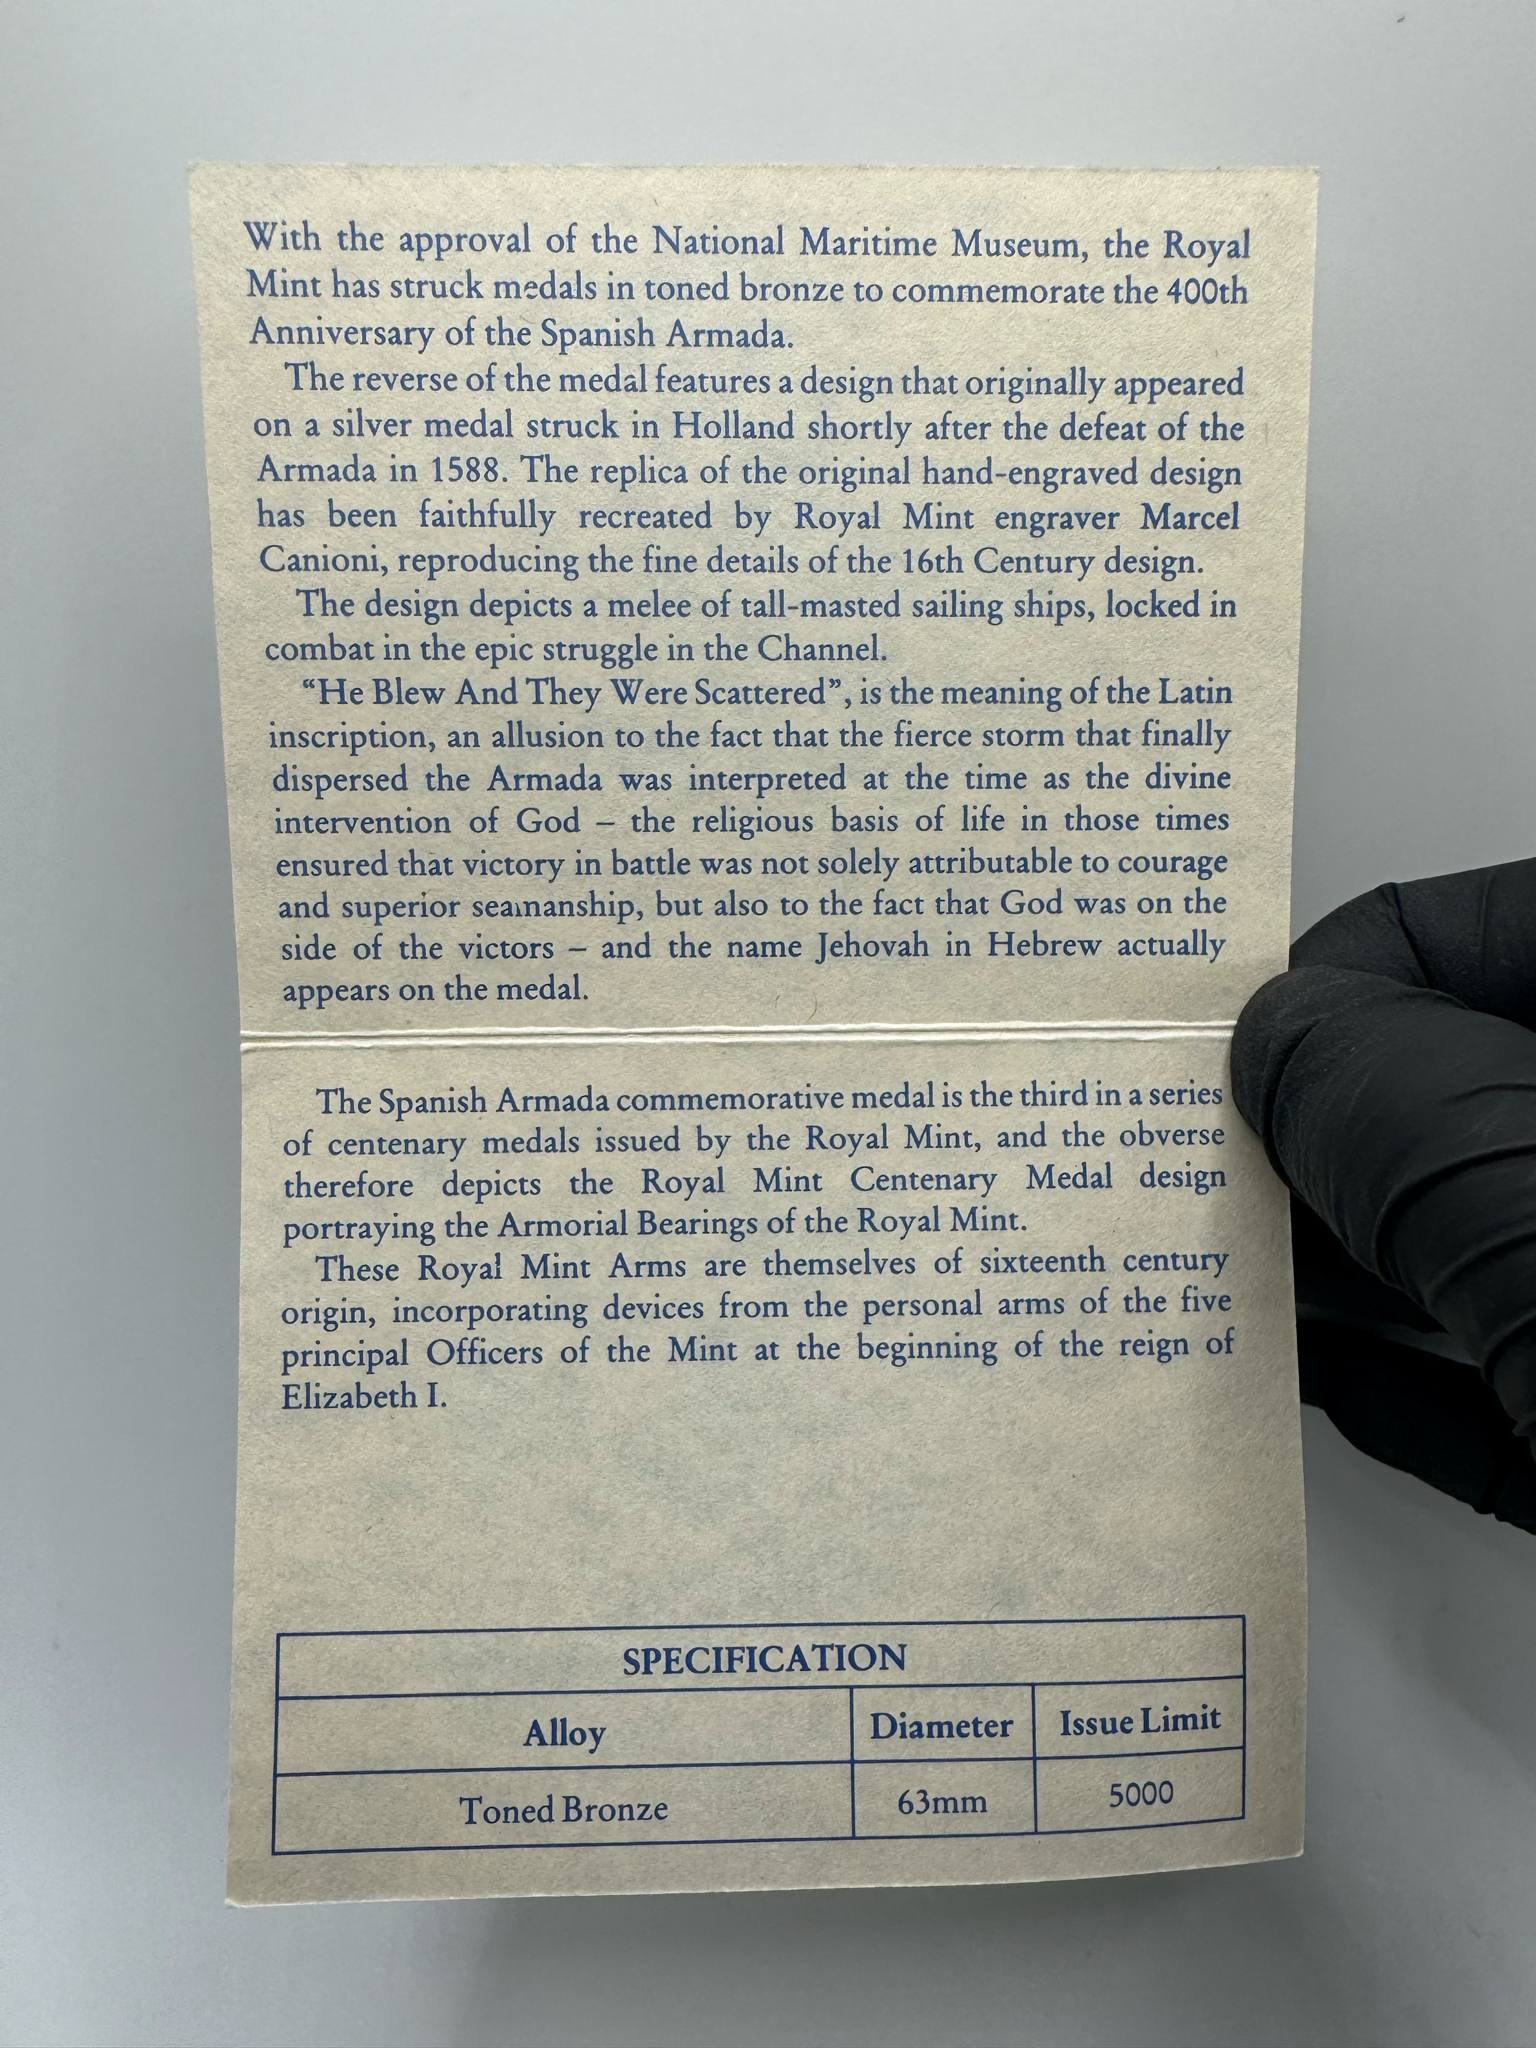 With the approval of the National Maritime Museum, the Royal
Mint has struck medals in toned bronze to commemorate the 400th
Anniversary of the Spanish Armada.
The reverse of the medal features a design that originally appeared
on a silver medal struck in Holland shortly after the defeat of the
Armada in 1588. The replica of the original hand-engraved design
has been faithfully recreated by Royal Mint engraver Marcel
Canioni, reproducing the fine details of the 16th Century design.
The design depicts a melee of tall-masted sailing ships, locked in
combat in the epic struggle in the Channel.
“He Blew And They Were Scattered”, is the meaning of the Latin
inscription, an allusion to the fact that the fierce storm that finally
dispersed the Armada was interpreted at the time as the divine
intervention of God – the religious basis of life in those times
ensured that victory in battle was not solely attributable to courage
and superior seamanship, but also to the fact that God was on the
side of the victors – and the name Jehovah in Hebrew actually
appears on the medal.
The Spanish Armada commemorative medal is the third in a series
of centenary medals issued by the Royal Mint, and the obverse
therefore depicts the Royal Mint Centenary Medal design
portraying the Armorial Bearings of the Royal Mint.
These Royal Mint Arms are themselves of sixteenth century
origin, incorporating devices from the personal arms of the five
principal Officers of the Mint at the beginning of the reign of
Elizabeth I.
SPECIFICATION
Alloy Diameter Issue Limit
Toned Bronze 63mm 5000